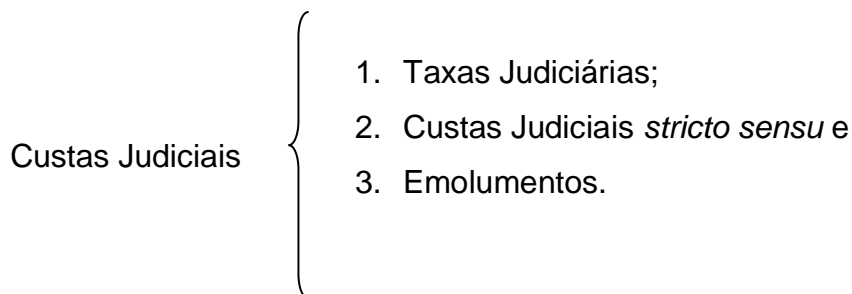 1. Taxas Judiciárias;
2. Custas Judiciais stricto sensu e
Custas Judiciais
3. Emolumentos.